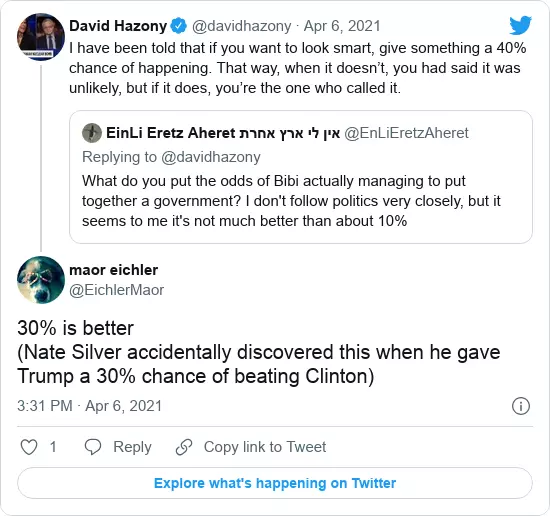 David Hazony @davidhazony · Apr 6, 2021
I have been told that if you want to look smart, give something a 40%
chance of happening. That way, when it doesn’t, you had said it was
unlikely, but if it does, you’re the one who called it.
EinLi Eretz Aheret אין לי ארץ אחרת @EnLiEretzAheret
Replying to @davidhazony
What do you put the odds of Bibi actually managing to put
together a government? I don't follow politics very closely, but it
seems to me it's not much better than about 10%
maor eichler
@EichlerMaor
30% is better
(Nate Silver accidentally discovered this when he gave
Trump a 30% chance of beating Clinton)
3:31 PM · Apr 6, 2021
1 Reply Copy link to Tweet
Explore what's happening on Twitter